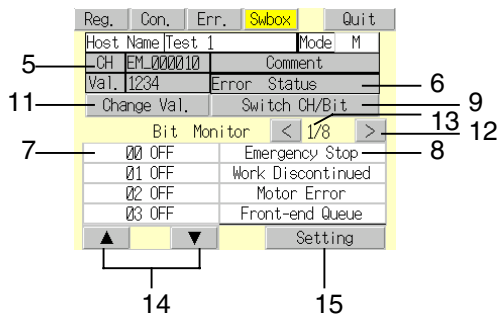 Reg. Con. Err. Swbox Quit
Host Name Test 1 Mode M
5 CH EM_000010 Comment
Val. 1234 Error Status 6
11 Change Val. Switch CH/Bit 9
Bit Monitor < 1/8 > 13 12
7 00 OFF Emergency Stop 8
01 OFF Work Discontinued
02 OFF Motor Error
03 OFF Front-end Queue
▲ ▼ Setting
14 15